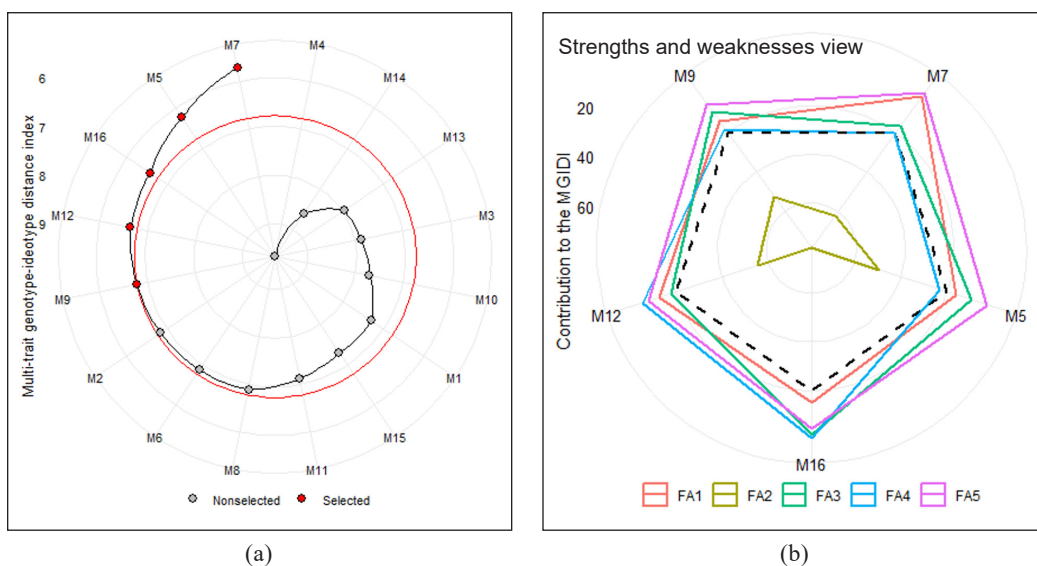 M7
M4
M5
M14
6
M16
M13
7
8
M12
M3
9
Multi-trait genotype-ideotype distance index
M9
M10
M2
M1
M6
M15
M8
M11
Nonselected
Selected
(a)
Strengths and weaknesses view
M9
M7
20
40
60
Contribution to the MGIDI
M12
M5
M16
FA1
FA2
FA3
FA4
FA5
(b)